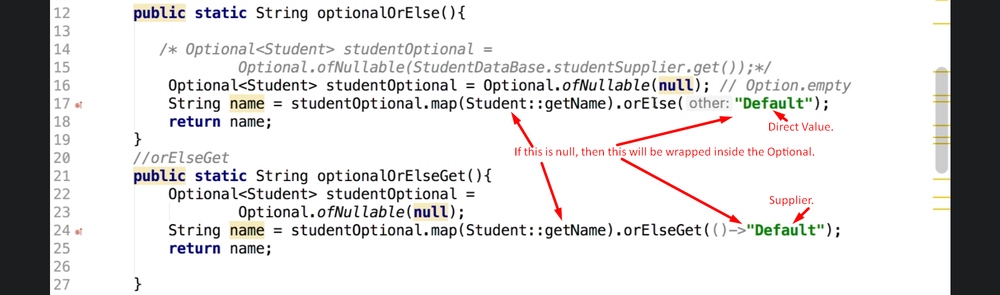 12 public static String optionalOrElse(){
13
14 /* Optional<Student> studentOptional =
15 Optional.ofNullable(StudentDataBase.studentSupplier.get());*/
16 Optional<Student> studentOptional = Optional.ofNullable(null); // Option.empty
17 String name = studentOptional.map(Student::getName).orElse( other: "Default");
18 return name;
Direct Value.
19 }
If this is null, then this will be wrapped inside the Optional.
20 //orElseGet
21 public static String optionalOrElseGet(){
22 Optional<Student> studentOptional =
Supplier.
23 Optional.ofNullable(null);
24 String name = studentOptional.map(Student::getName).orElseGet(()->"Default");
25 return name;
26
27 }